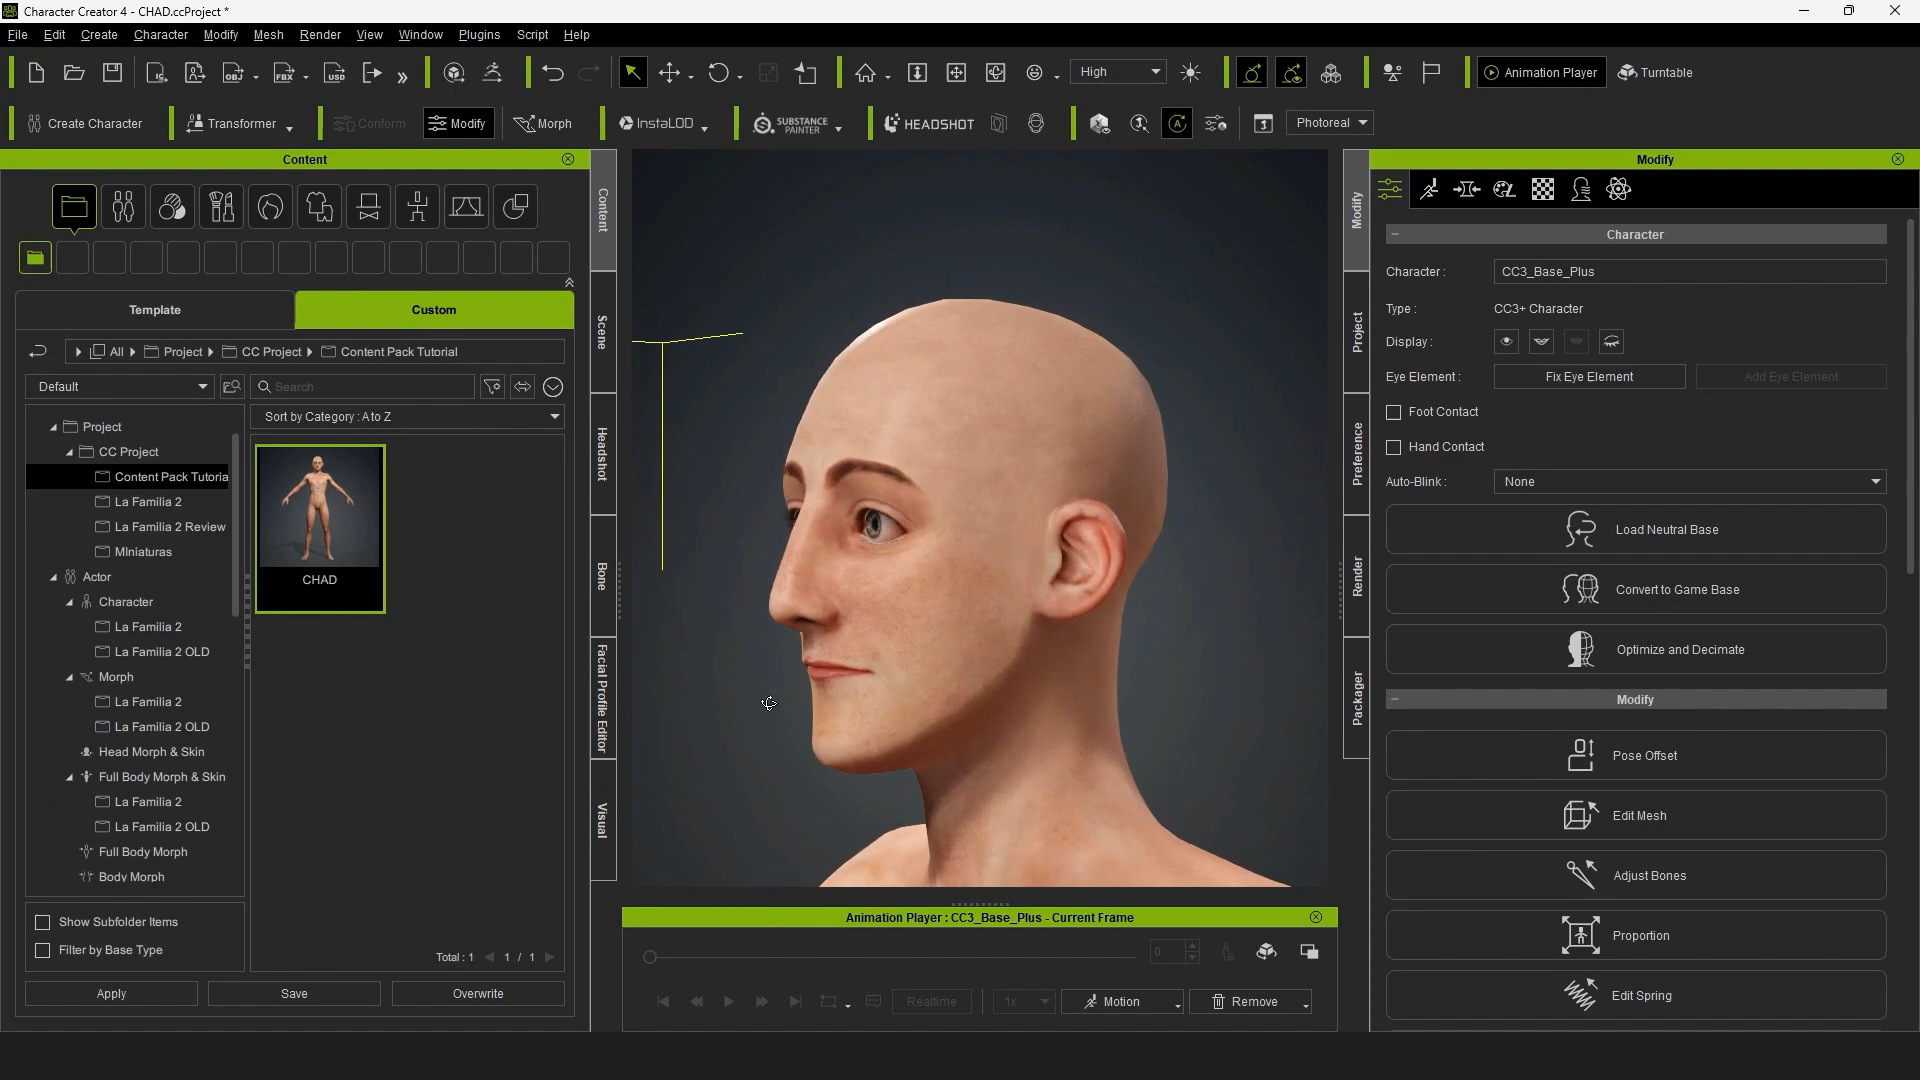 Character Creator 4 - CHAD.ccProject *
File Edit Create Character Modify Mesh Render View Window Plugins Script Help
High
Animation Player
Turntable
Create Character
Transformer
Conform
Modify
Morph
InstaLOD
SUBSTANCE PAINTER
HEADSHOT
Photoreal
Content
Template
Custom
All
Project
CC Project
Content Pack Tutorial
Default
Search
Sort by Category : A to Z
Project
CC Project
Content Pack Tutoria
La Familia 2
La Familia 2 Review
MIniaturas
Actor
Character
La Familia 2
La Familia 2 OLD
Morph
La Familia 2
La Familia 2 OLD
Head Morph & Skin
Full Body Morph & Skin
La Familia 2
La Familia 2 OLD
Full Body Morph
Body Morph
CHAD
Show Subfolder Items
Filter by Base Type
Total : 1
1 / 1
Apply
Save
Overwrite
Content
Scene
Headshot
Bone
Facial Profile Editor
Visual
Animation Player : CC3_Base_Plus - Current Frame
0
Realtime
1x
Motion
Remove
Modify
Project
Preference
Render
Packager
Modify
Character
Character :
CC3_Base_Plus
Type :
CC3+ Character
Display :
Eye Element :
Fix Eye Element
Add Eye Element
Foot Contact
Hand Contact
Auto-Blink :
None
Load Neutral Base
Convert to Game Base
Optimize and Decimate
Modify
Pose Offset
Edit Mesh
Adjust Bones
Proportion
Edit Spring